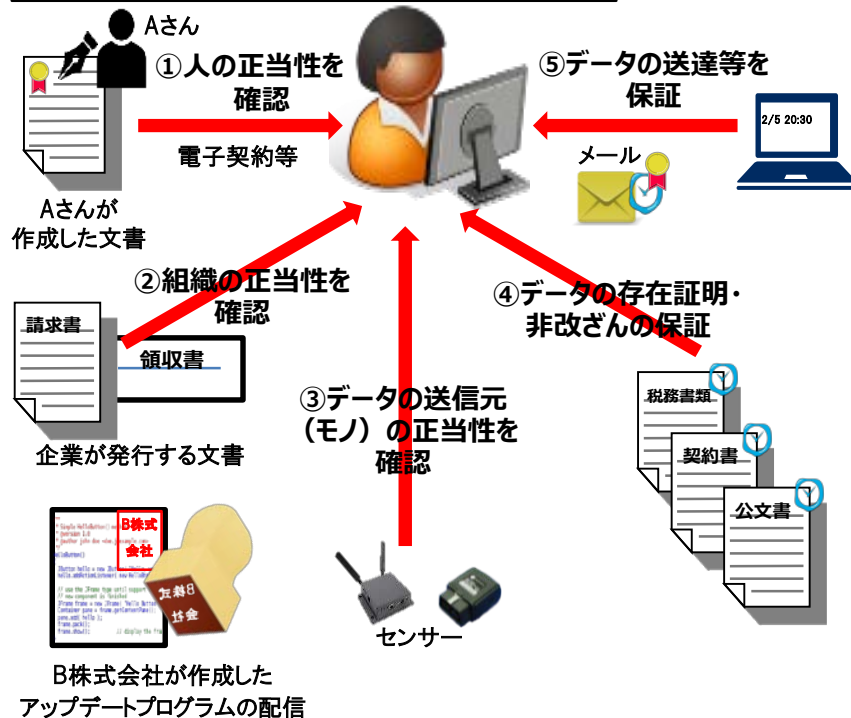 Aさん
①人の正当性を
確認
電子契約等
Aさんが
作成した文書
⑤データの送達等を
保証
2/5 20:30
メール
②組織の正当性を
確認
請求書
領収書
企業が発行する文書
③データの送信元
（モノ）の正当性を
確認
センサー
④データの存在証明・
非改ざんの保証
税務書類
契約書
公文書
B株式
会社
B株式
会社
B株式会社が作成した
アップデートプログラムの配信